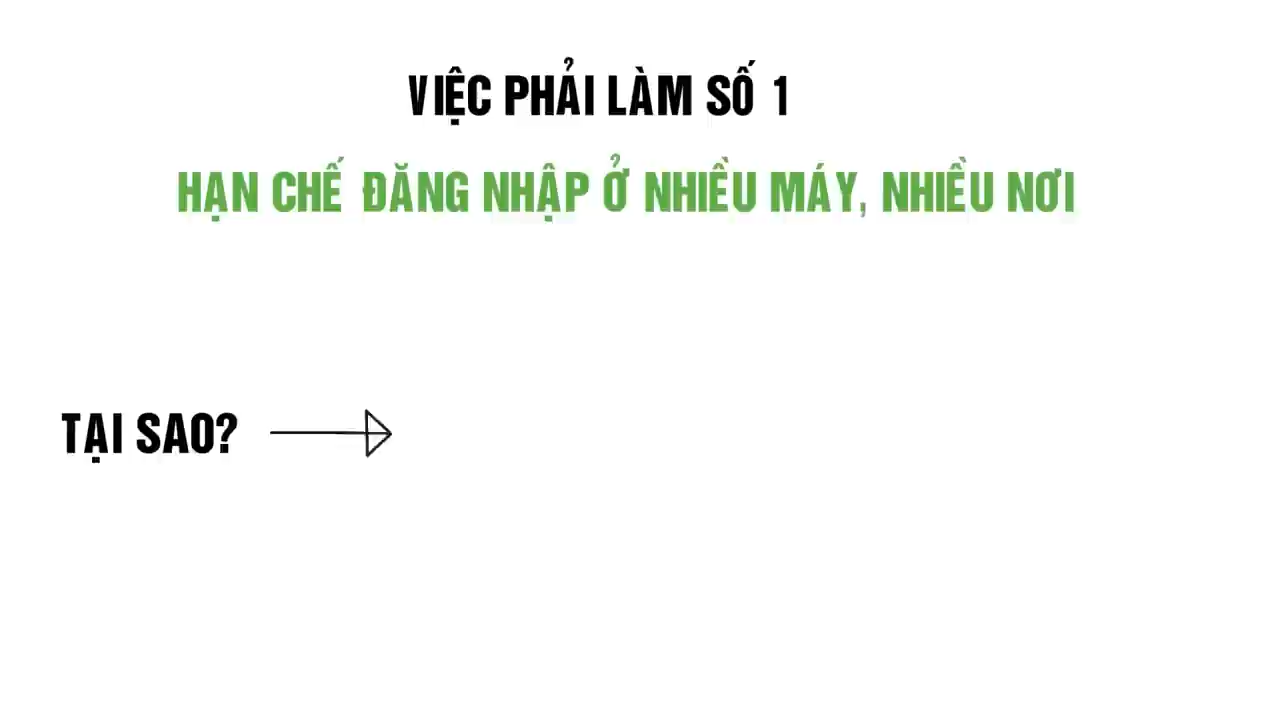 VIỆC PHẢI LÀM SỐ 1
HẠN CHẾ ĐĂNG NHẬP Ở NHIỀU MÁY, NHIỀU NƠI
TẠI SAO?